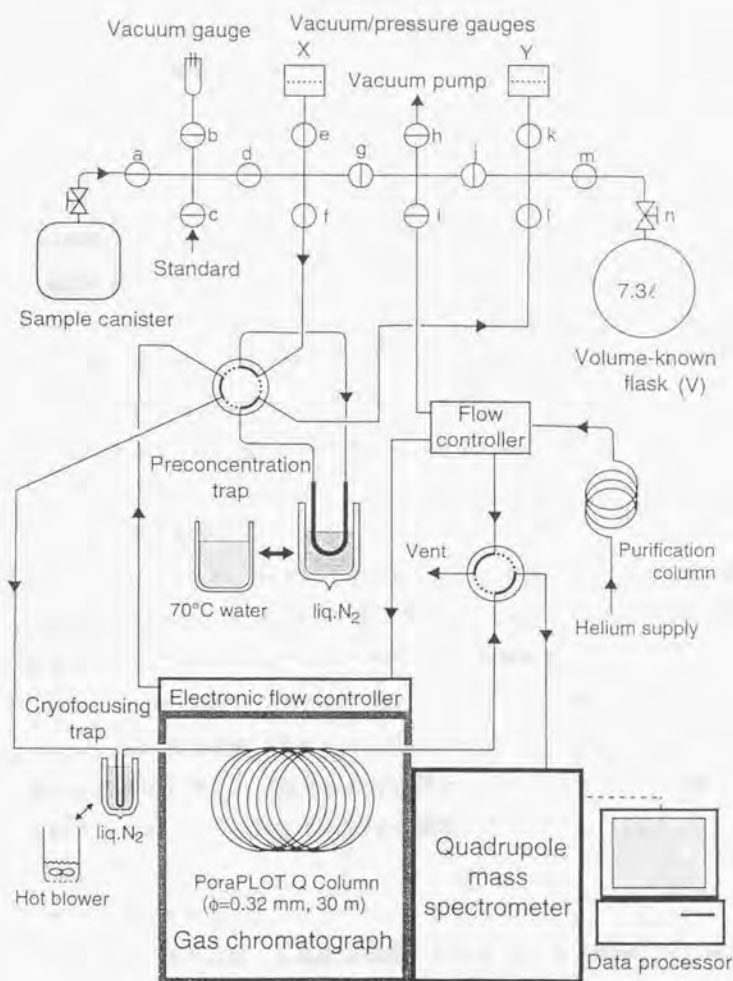 Vacuum gauge
Vacuum/pressure gauges
X
Y
Vacuum pump
b
e
h
k
a
d
g
j
m
c
f
i
l
n
Standard
Sample canister
7.3ℓ
Volume-known
flask (V)
Flow
controller
Preconcentration
trap
Purification
column
Vent
70°C water
liq.N2
Helium supply
Electronic flow controller
Cryofocusing
trap
liq.N2
Hot blower
PoraPLOT Q Column
(φ=0.32 mm, 30 m)
Gas chromatograph
Quadrupole
mass
spectrometer
Data processor